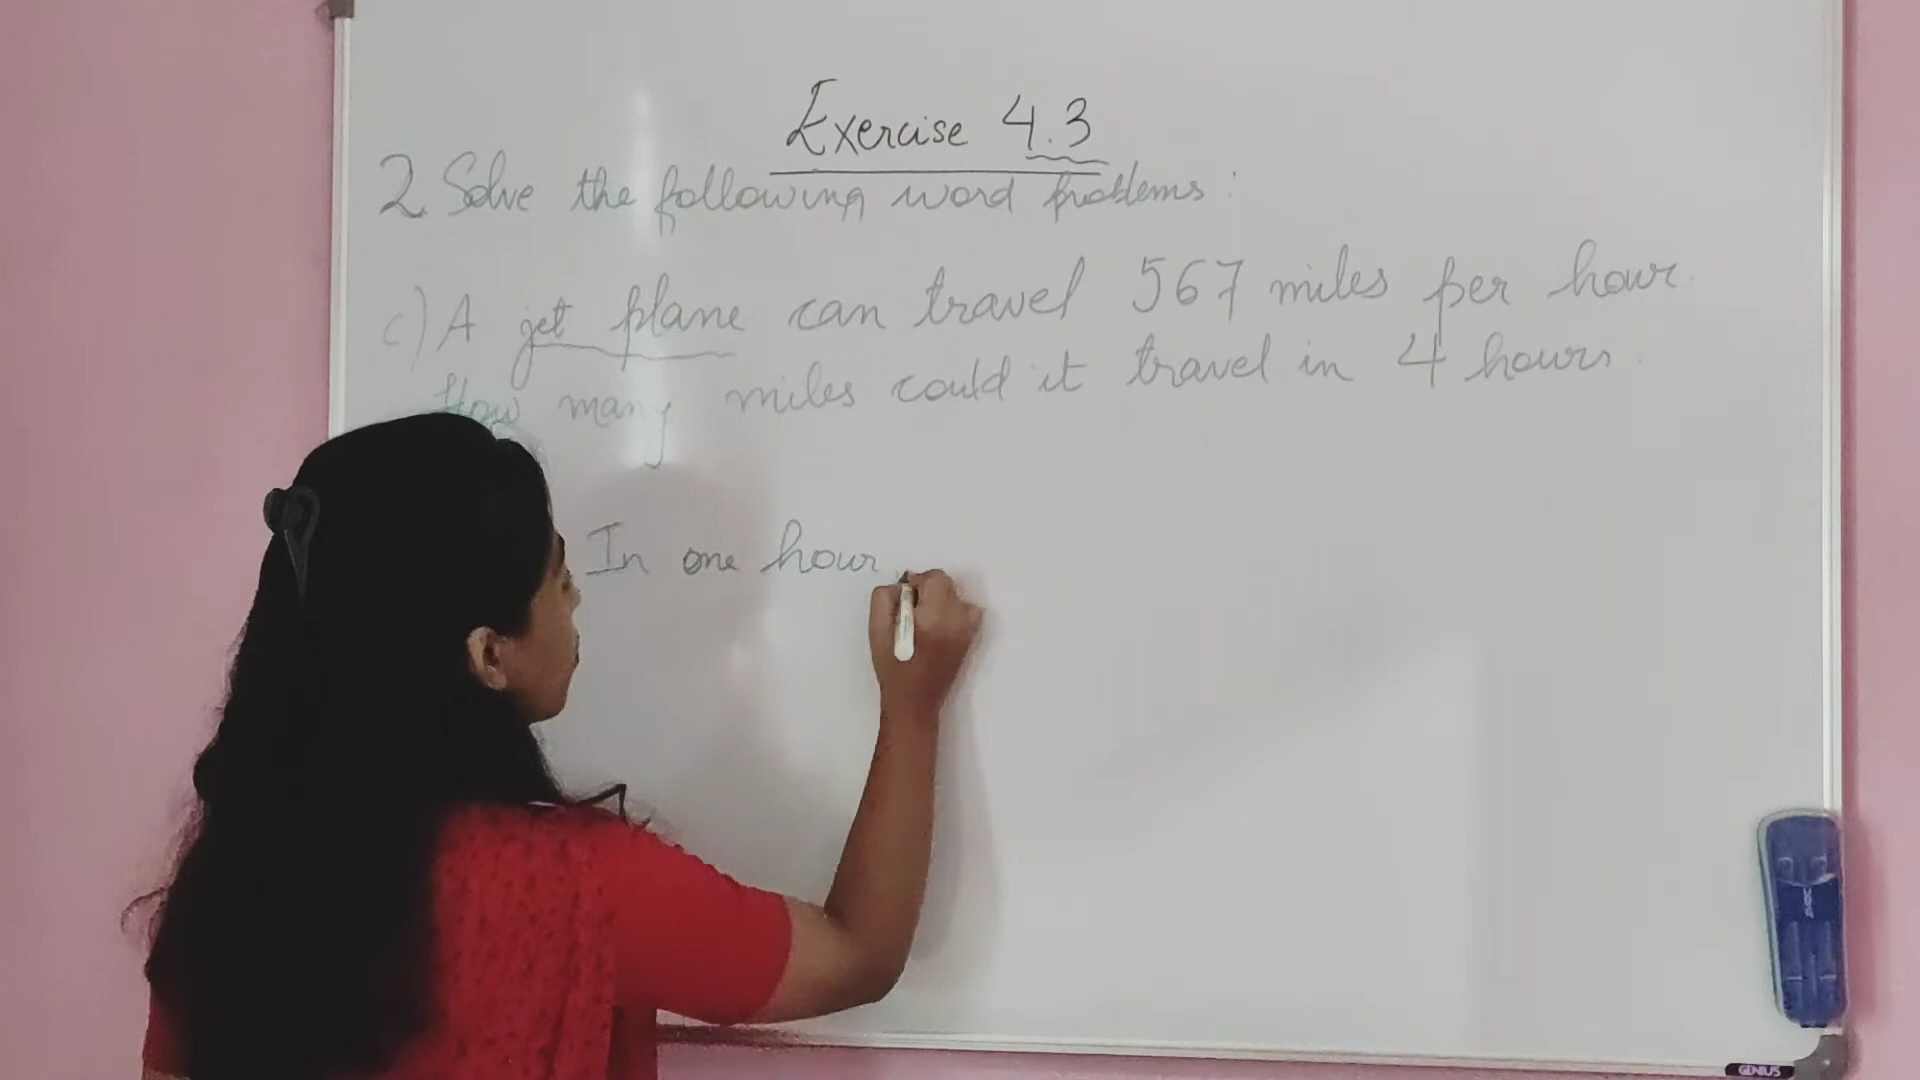 Exercise 4.3
2. Solve the following word problems :
c) A jet plane can travel 567 miles per hour.
How many miles could it travel in 4 hours.
In one hour
GENIUS